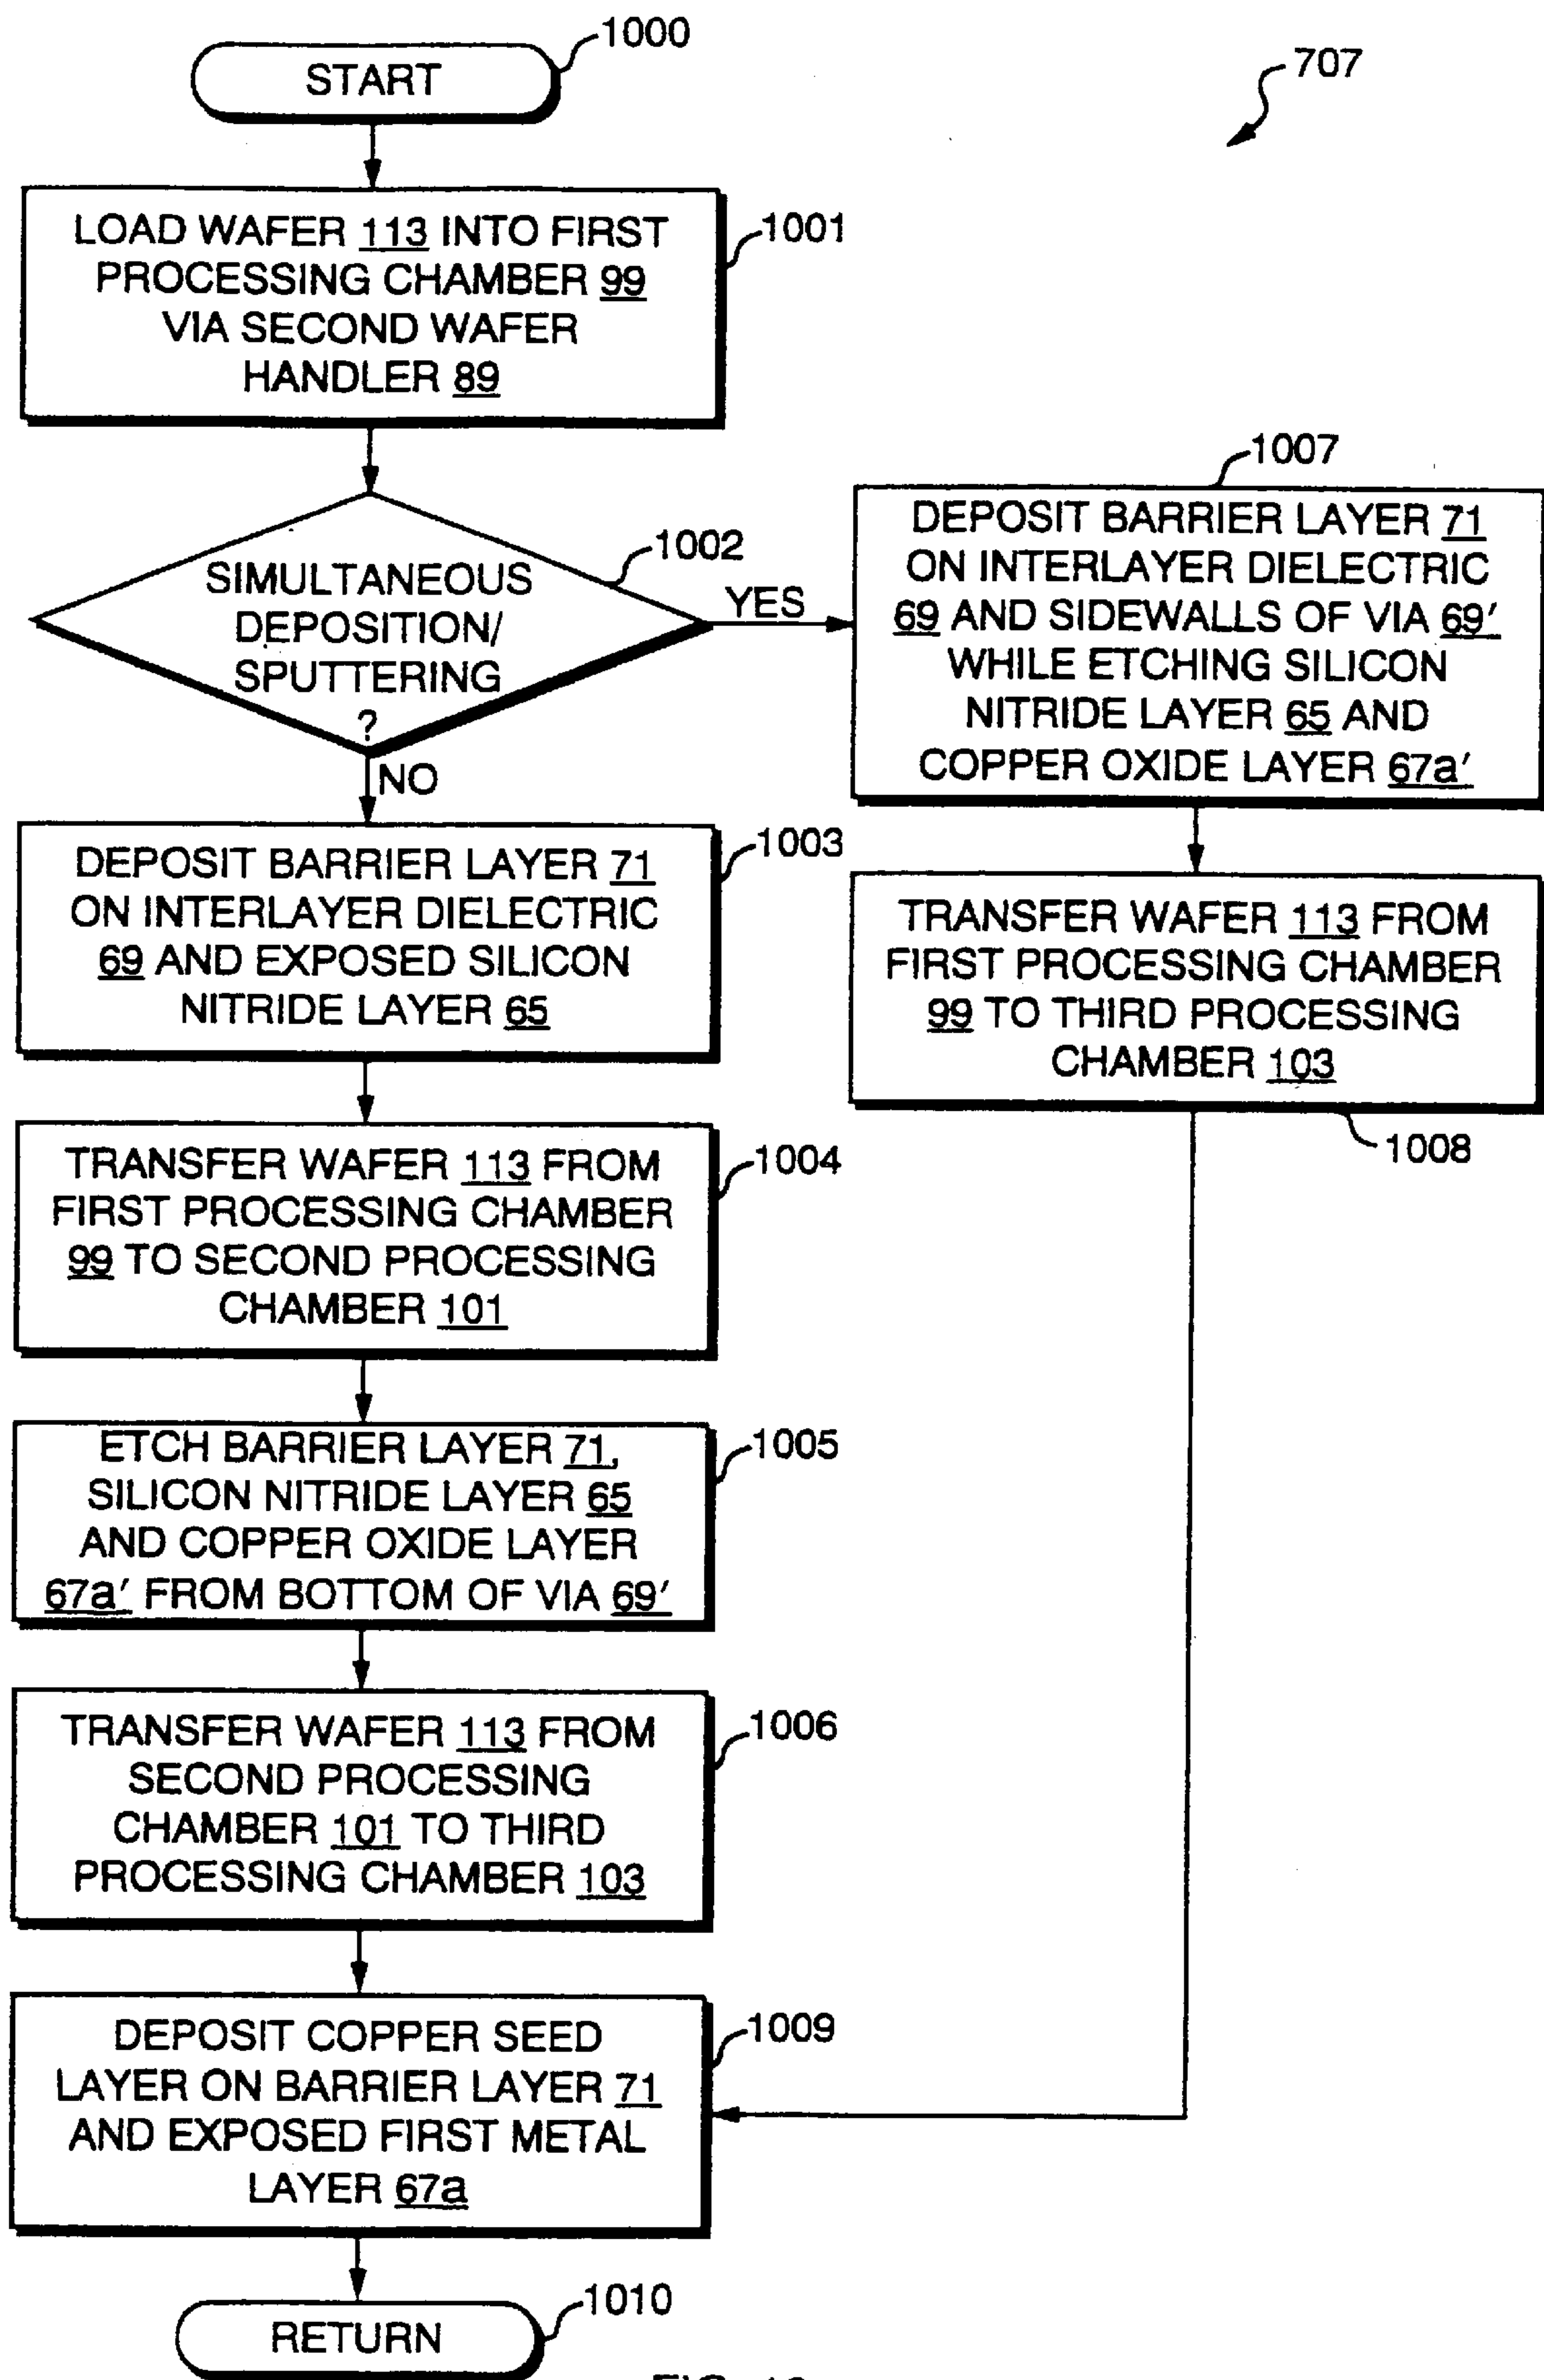 1000
START
707
LOAD WAFER 113 INTO FIRST
PROCESSING CHAMBER 99
VIA SECOND WAFER
HANDLER 89
1001
SIMULTANEOUS
DEPOSITION/
SPUTTERING
?
1002
YES
NO
1007
DEPOSIT BARRIER LAYER 71
ON INTERLAYER DIELECTRIC
69 AND SIDEWALLS OF VIA 69'
WHILE ETCHING SILICON
NITRIDE LAYER 65 AND
COPPER OXIDE LAYER 67a'
DEPOSIT BARRIER LAYER 71
ON INTERLAYER DIELECTRIC
69 AND EXPOSED SILICON
NITRIDE LAYER 65
1003
TRANSFER WAFER 113 FROM
FIRST PROCESSING CHAMBER
99 TO THIRD PROCESSING
CHAMBER 103
1008
TRANSFER WAFER 113 FROM
FIRST PROCESSING CHAMBER
99 TO SECOND PROCESSING
CHAMBER 101
1004
ETCH BARRIER LAYER 71,
SILICON NITRIDE LAYER 65
AND COPPER OXIDE LAYER
67a' FROM BOTTOM OF VIA 69'
1005
TRANSFER WAFER 113 FROM
SECOND PROCESSING
CHAMBER 101 TO THIRD
PROCESSING CHAMBER 103
1006
DEPOSIT COPPER SEED
LAYER ON BARRIER LAYER 71
AND EXPOSED FIRST METAL
LAYER 67a
1009
RETURN
1010